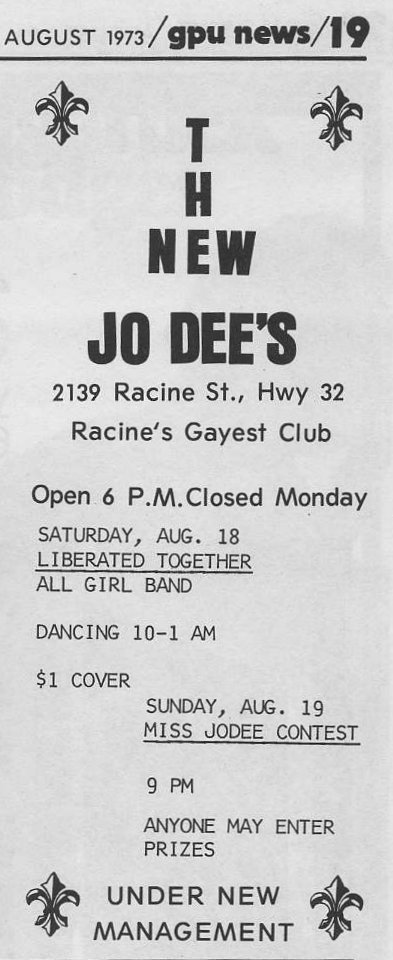 AUGUST 1973/gpu news/19
T
H
NEW
JO DEE'S
2139 Racine St., Hwy 32
Racine's Gayest Club
Open 6 P.M. Closed Monday
SATURDAY, AUG. 18
LIBERATED TOGETHER
ALL GIRL BAND
DANCING 10-1 AM
$1 COVER
SUNDAY, AUG. 19
MISS JODEE CONTEST
9 PM
ANYONE MAY ENTER
PRIZES
UNDER NEW
MANAGEMENT